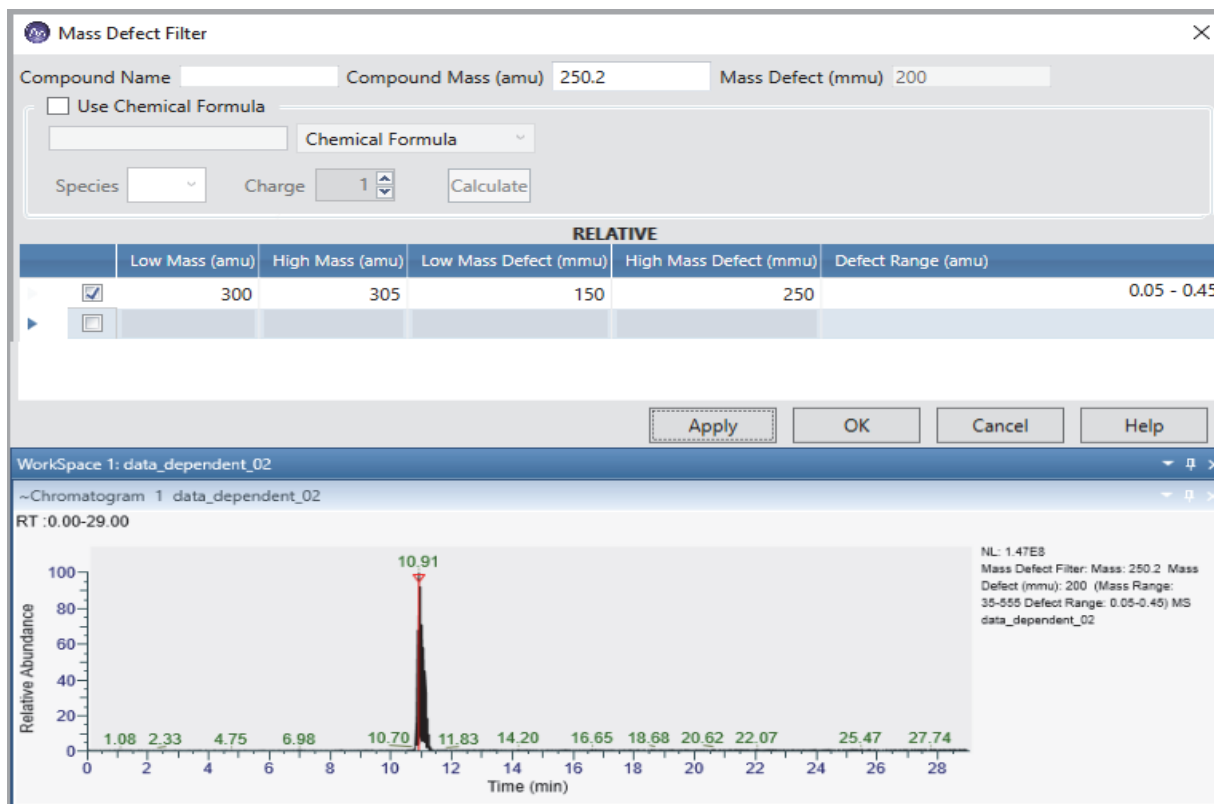 Mass Defect Filter
Compound Name Compound Mass (amu) 250.2 Mass Defect (mmu) 200
Use Chemical Formula
Chemical Formula
Species Charge 1 Calculate
RELATIVE
Low Mass (amu) High Mass (amu) Low Mass Defect (mmu) High Mass Defect (mmu) Defect Range (amu)
300 305 150 250 0.05 - 0.45
Apply OK Cancel Help
WorkSpace 1: data_dependent_02
~Chromatogram 1 data_dependent_02
RT :0.00-29.00
NL: 1.47E8
Mass Defect Filter: Mass: 250.2 Mass
Defect (mmu): 200 (Mass Range:
35-555 Defect Range: 0.05-0.45) MS
data_dependent_02
10.91
100
80
60
40
20
0
Relative Abundance
1.08 2.33 4.75 6.98 10.70 11.83 14.20 16.65 18.68 20.62 22.07 25.47 27.74
0 2 4 6 8 10 12 14 16 18 20 22 24 26 28
Time (min)